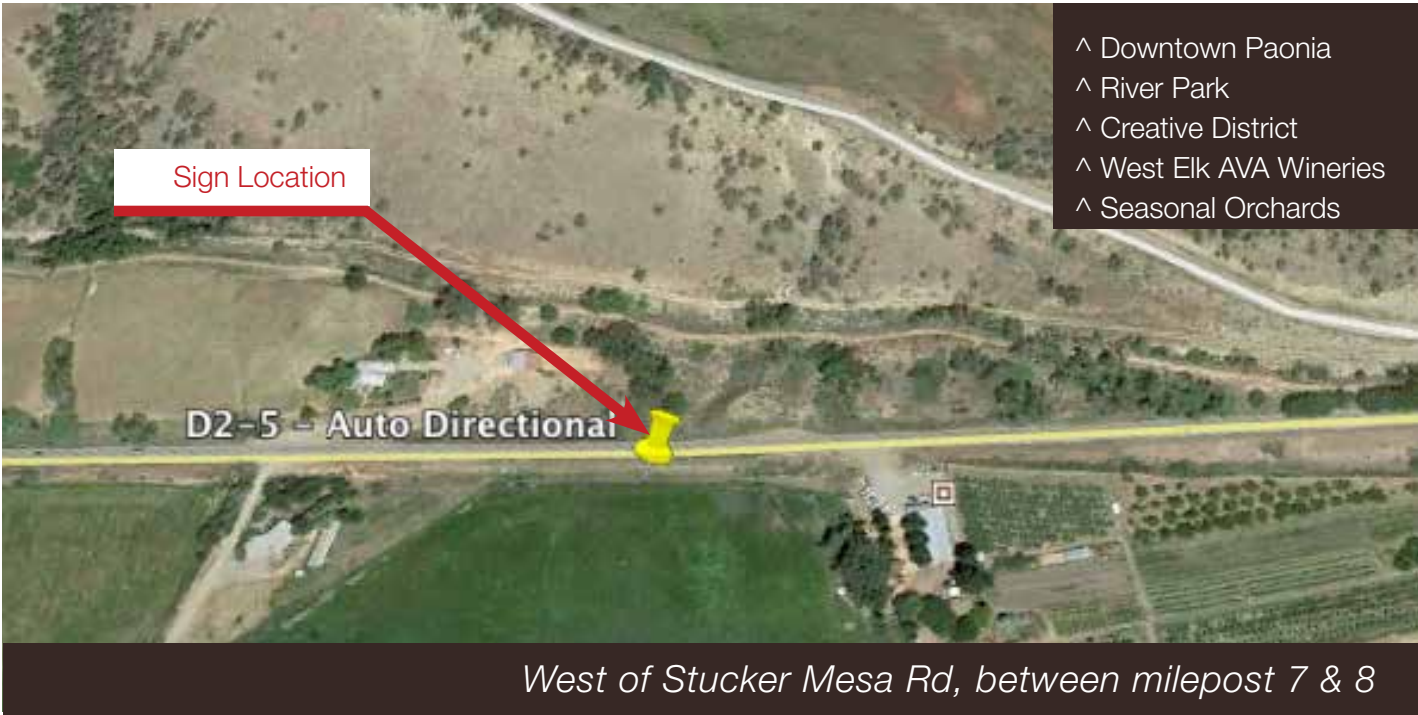 ^ Downtown Paonia
^ River Park
^ Creative District
^ West Elk AVA Wineries
^ Seasonal Orchards
Sign Location
D2-5 - Auto Directional
West of Stucker Mesa Rd, between milepost 7 & 8